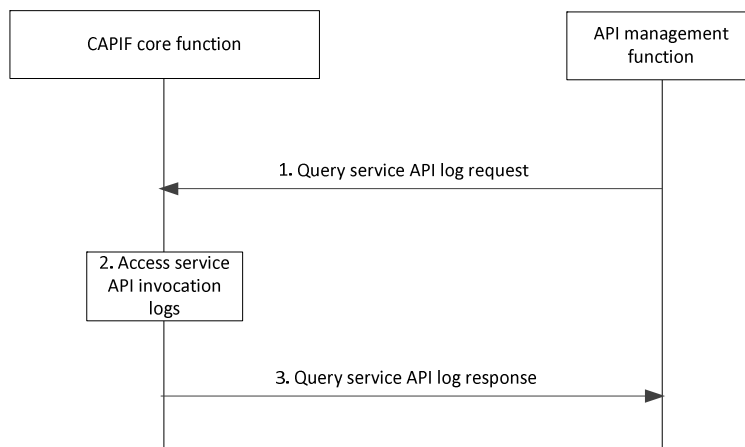 CAPIF core function
API management
function
1. Query service API log request
2. Access service
API invocation
logs
3. Query service API log response